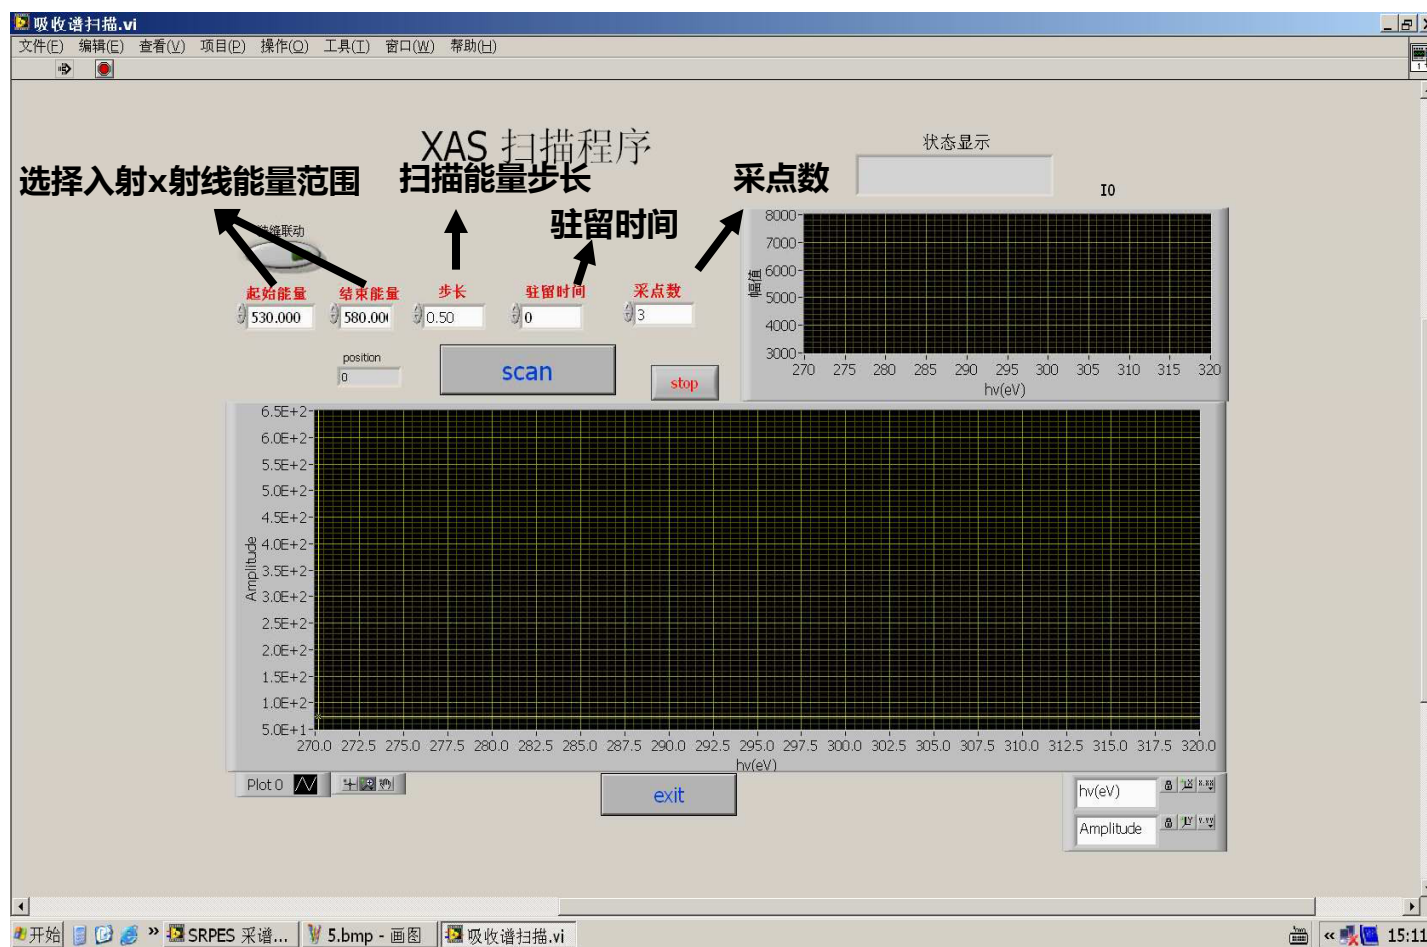 吸收谱扫描.vi
文件(F) 编辑(E) 查看(V) 项目(P) 操作(O) 工具(T) 窗口(W) 帮助(H)
XAS 扫描程序
状态显示
选择入射x射线能量范围
扫描能量步长
采点数
驻留时间
I0
缝联动
起始能量 结束能量 步长 驻留时间 采点数
530.000 580.00 0.50 0 3
position
0
scan
stop
幅值
8000
7000
6000
5000
4000
3000
270 275 280 285 290 295 300 305 310 315 320
hv(eV)
Amplitude
6.5E+2
6.0E+2
5.5E+2
5.0E+2
4.5E+2
4.0E+2
3.5E+2
3.0E+2
2.5E+2
2.0E+2
1.5E+2
1.0E+2
5.0E+1
270.0 272.5 275.0 277.5 280.0 282.5 285.0 287.5 290.0 292.5 295.0 297.5 300.0 302.5 305.0 307.5 310.0 312.5 315.0 317.5 320.0
hv(eV)
Plot 0
exit
hv(eV)
Amplitude
开始 » SRPES 采谱... 5.bmp - 画图 吸收谱扫描.vi « 15:11